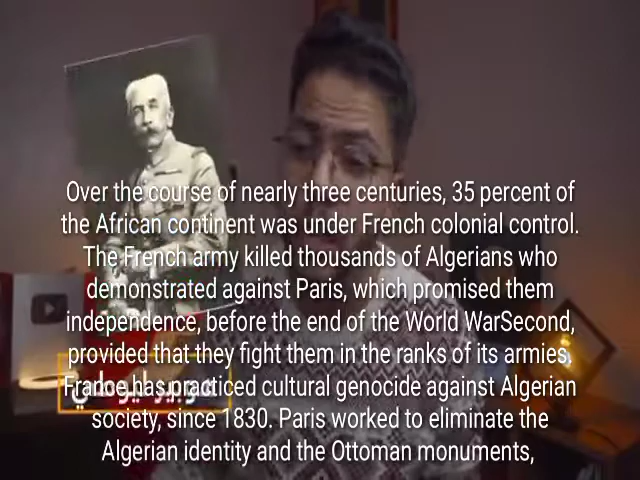 Over the course of nearly three centuries, 35 percent of
the African continent was under French colonial control.
The French army killed thousands of Algerians who
demonstrated against Paris, which promised them
independence, before the end of the World WarSecond,
provided that they fight them in the ranks of its armies.
France has practiced cultural genocide against Algerian
society, since 1830. Paris worked to eliminate the
Algerian identity and the Ottoman monuments,